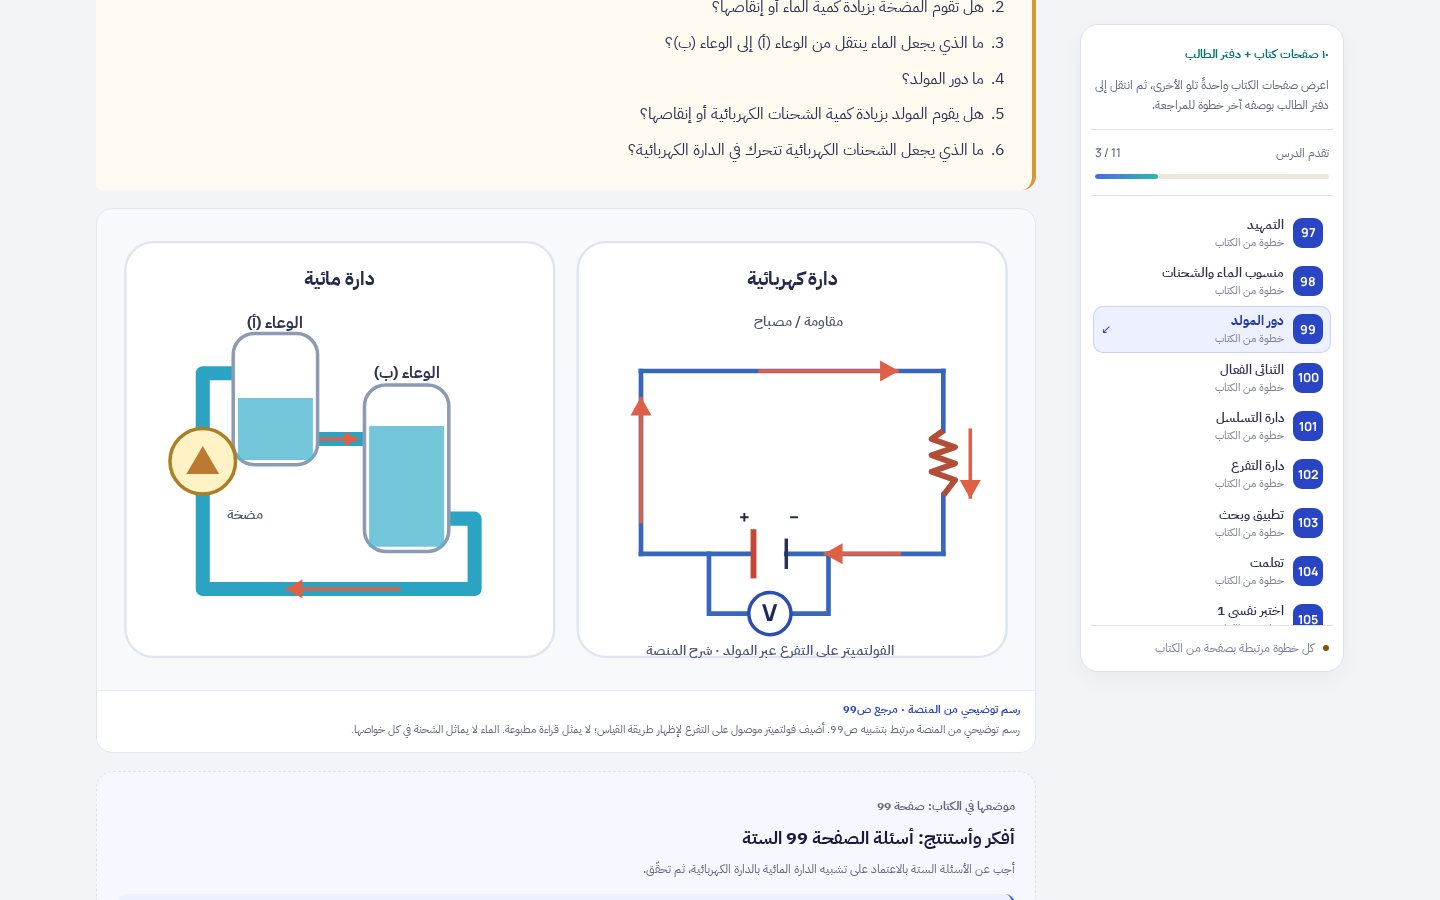 2. هل تقوم المضخة بزيادة كمية الماء أو إنقاصها؟
3. ما الذي يجعل الماء ينتقل من الوعاء (أ) إلى الوعاء (ب)؟
4. ما دور المولد؟
5. هل يقوم المولد بزيادة كمية الشحنات الكهربائية أو إنقاصها؟
6. ما الذي يجعل الشحنات الكهربائية تتحرك في الدارة الكهربائية؟
دارة كهربائية
مقاومة / مصباح
+ −
V
الفولتميتر على التفرع عبر المولد · شرح المنصة
دارة مائية
الوعاء (أ)
الوعاء (ب)
مضخة
رسم توضيحي من المنصة · مرجع ص99
رسم توضيحي من المنصة مرتبط بتشبيه ص99. أضيف فولتميتر موصول على التفرع لإظهار طريقة القياس؛ لا يمثل قراءة مطبوعة. الماء لا يماثل الشحنة في كل خواصها.
موضعها في الكتاب: صفحة 99
أفكر وأستنتج: أسئلة الصفحة 99 الستة
أجب عن الأسئلة الستة بالاعتماد على تشبيه الدارة المائية بالدارة الكهربائية، ثم تحقّق.
١٠ صفحات كتاب + دفتر الطالب
اعرض صفحات الكتاب واحدةً تلو الأخرى، ثم انتقل إلى
دفتر الطالب بوصفه آخر خطوة للمراجعة.
تقدم الدرس
3 / 11
97
التمهيد
خطوة من الكتاب
98
منسوب الماء والشحنات
خطوة من الكتاب
99
دور المولد
خطوة من الكتاب
↙
100
الثنائي الفعال
خطوة من الكتاب
101
دارة التسلسل
خطوة من الكتاب
102
دارة التفرع
خطوة من الكتاب
103
تطبيق وبحث
خطوة من الكتاب
104
تعلمت
خطوة من الكتاب
105
اختبر نفسي 1
كل خطوة مرتبطة بصفحة من الكتاب